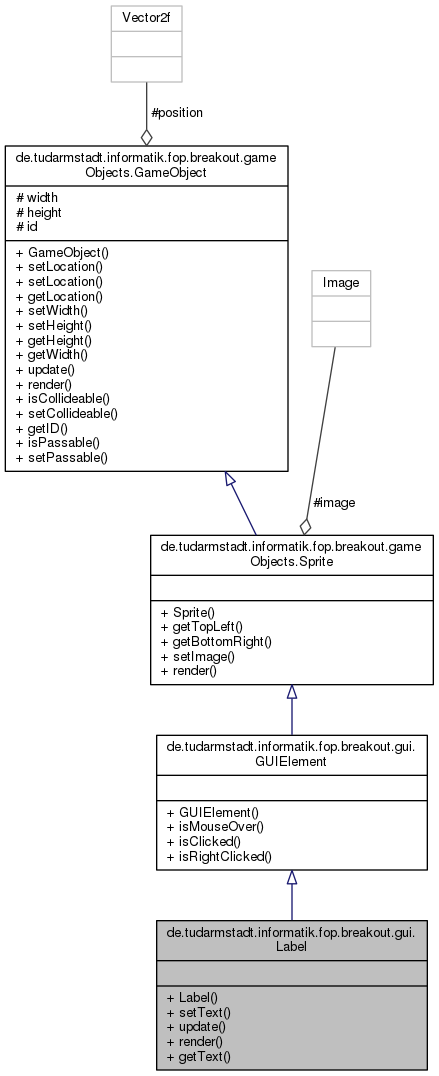 Vector2f
#position
de.tudarmstadt.informatik.fop.breakout.game
Objects.GameObject
# width
# height
# id
+ GameObject()
+ setLocation()
+ setLocation()
+ getLocation()
+ setWidth()
+ setHeight()
+ getHeight()
+ getWidth()
+ update()
+ render()
+ isCollideable()
+ setCollideable()
+ getID()
+ isPassable()
+ setPassable()
Image
#image
de.tudarmstadt.informatik.fop.breakout.game
Objects.Sprite
+ Sprite()
+ getTopLeft()
+ getBottomRight()
+ setImage()
+ render()
de.tudarmstadt.informatik.fop.breakout.gui.
GUIElement
+ GUIElement()
+ isMouseOver()
+ isClicked()
+ isRightClicked()
de.tudarmstadt.informatik.fop.breakout.gui.
Label
+ Label()
+ setText()
+ update()
+ render()
+ getText()